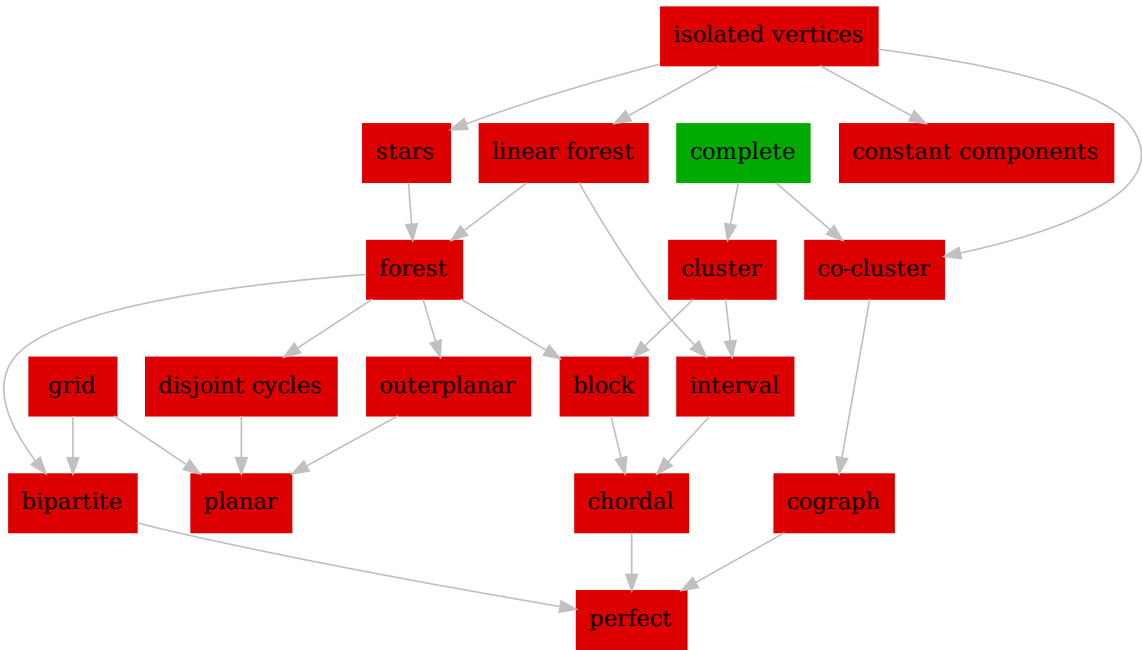 isolated vertices
stars
linear forest
complete
constant components
forest
cluster
co-cluster
grid
disjoint cycles
outerplanar
block
interval
bipartite
planar
chordal
cograph
perfect